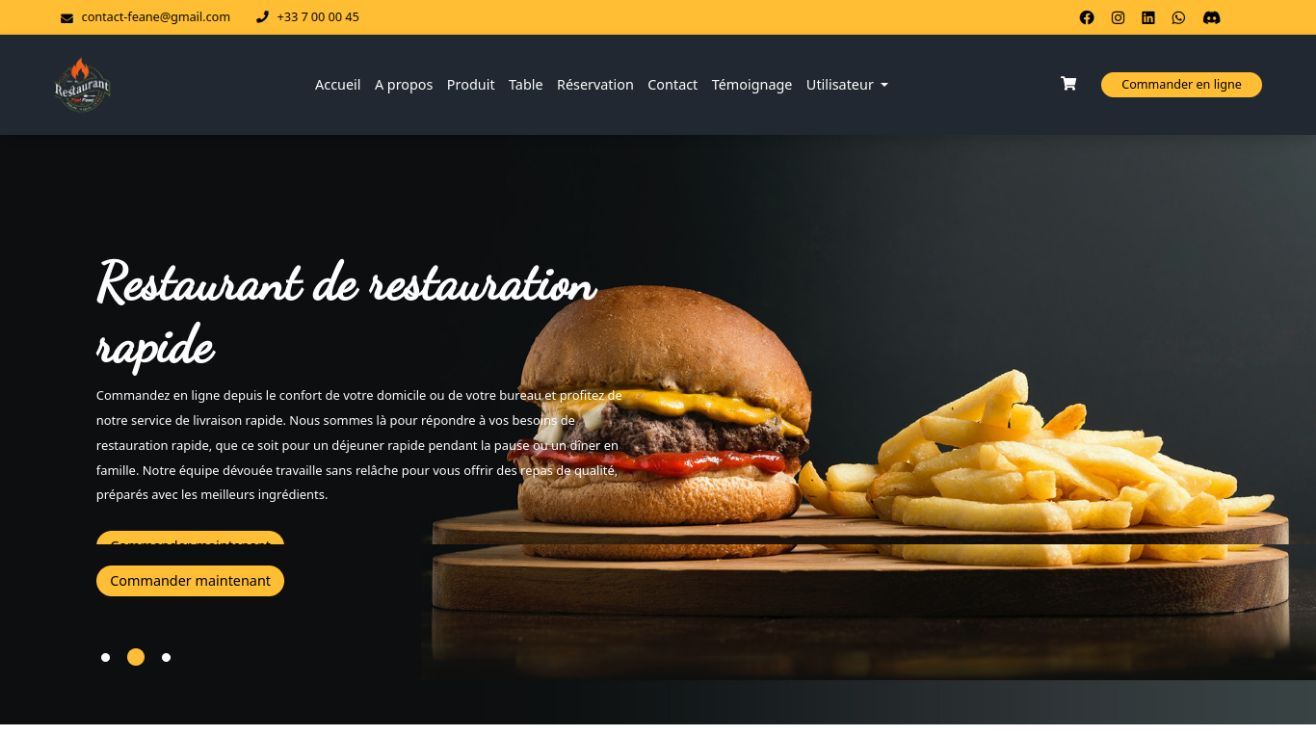 contact-feane@gmail.com +33 7 00 00 45
Restaurant
Accueil A propos Produit Table Réservation Contact Témoignage Utilisateur
Commander en ligne
Restaurant de restauration
rapide
Commandez en ligne depuis le confort de votre domicile ou de votre bureau et profitez de
notre service de livraison rapide. Nous sommes là pour répondre à vos besoins de
restauration rapide, que ce soit pour un déjeuner rapide pendant la pause ou un dîner en
famille. Notre équipe dévouée travaille sans relâche pour vous offrir des repas de qualité,
préparés avec les meilleurs ingrédients.
Commander maintenant
Commander maintenant